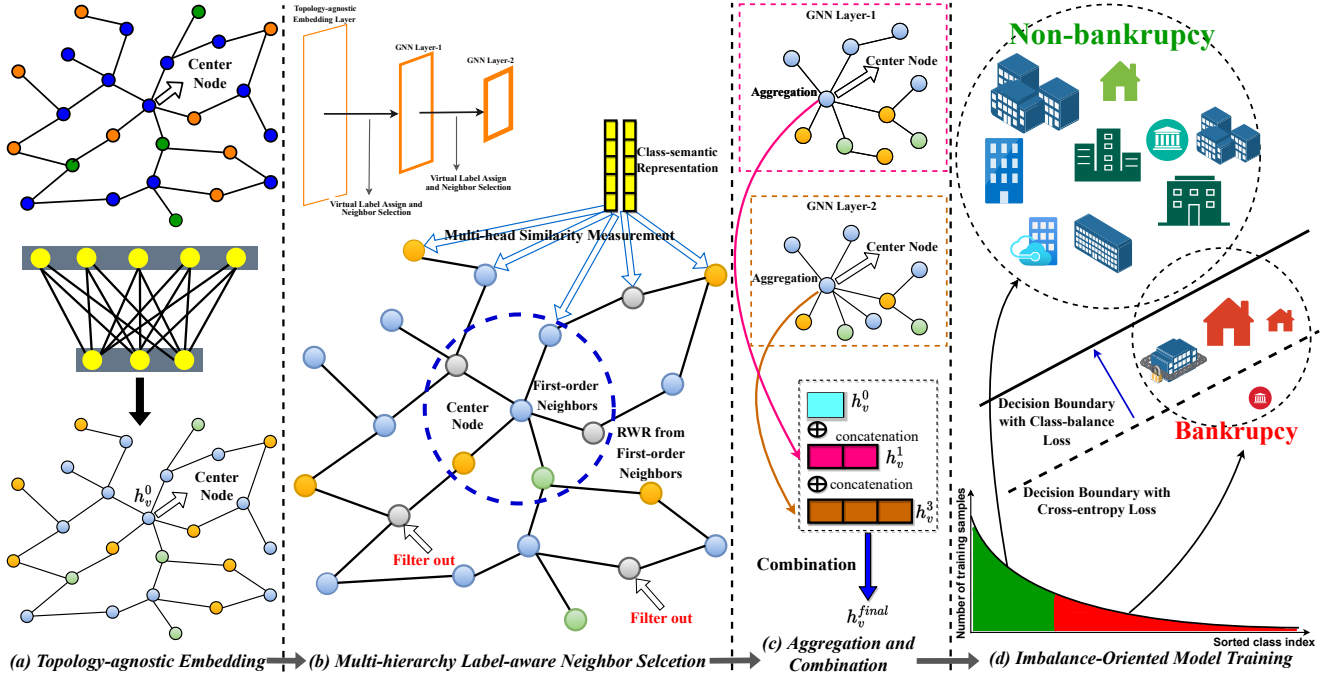 Center
Node
h_v^0
Center
Node
(a) Topology-agnostic Embedding
Topology-agnostic
Embedding Layer
GNN Layer-1
GNN Layer-2
Virtual Label Assign
and Neighbor Selection
Virtual Label Assign
and Neighbor Selection
Class-semantic
Representation
Multi-head Similarity Measurement
First-order
Neighbors
Center
Node
RWR from
First-order
Neighbors
Filter out
Filter out
(b) Multi-hierarchy Label-aware Neighbor Selcetion
GNN Layer-1
Center Node
Aggregation
GNN Layer-2
Center Node
Aggregation
h_v^0
⊕ concatenation
h_v^1
⊕ concatenation
h_v^3
Combination
h_v^{final}
(c) Aggregation and
Combination
Non-bankrupcy
Decision Boundary
with Class-balance
Loss
Bankrupcy
Decision Boundary with
Cross-entropy Loss
Number of training samples
Sorted class index
(d) Imbalance-Oriented Model Training